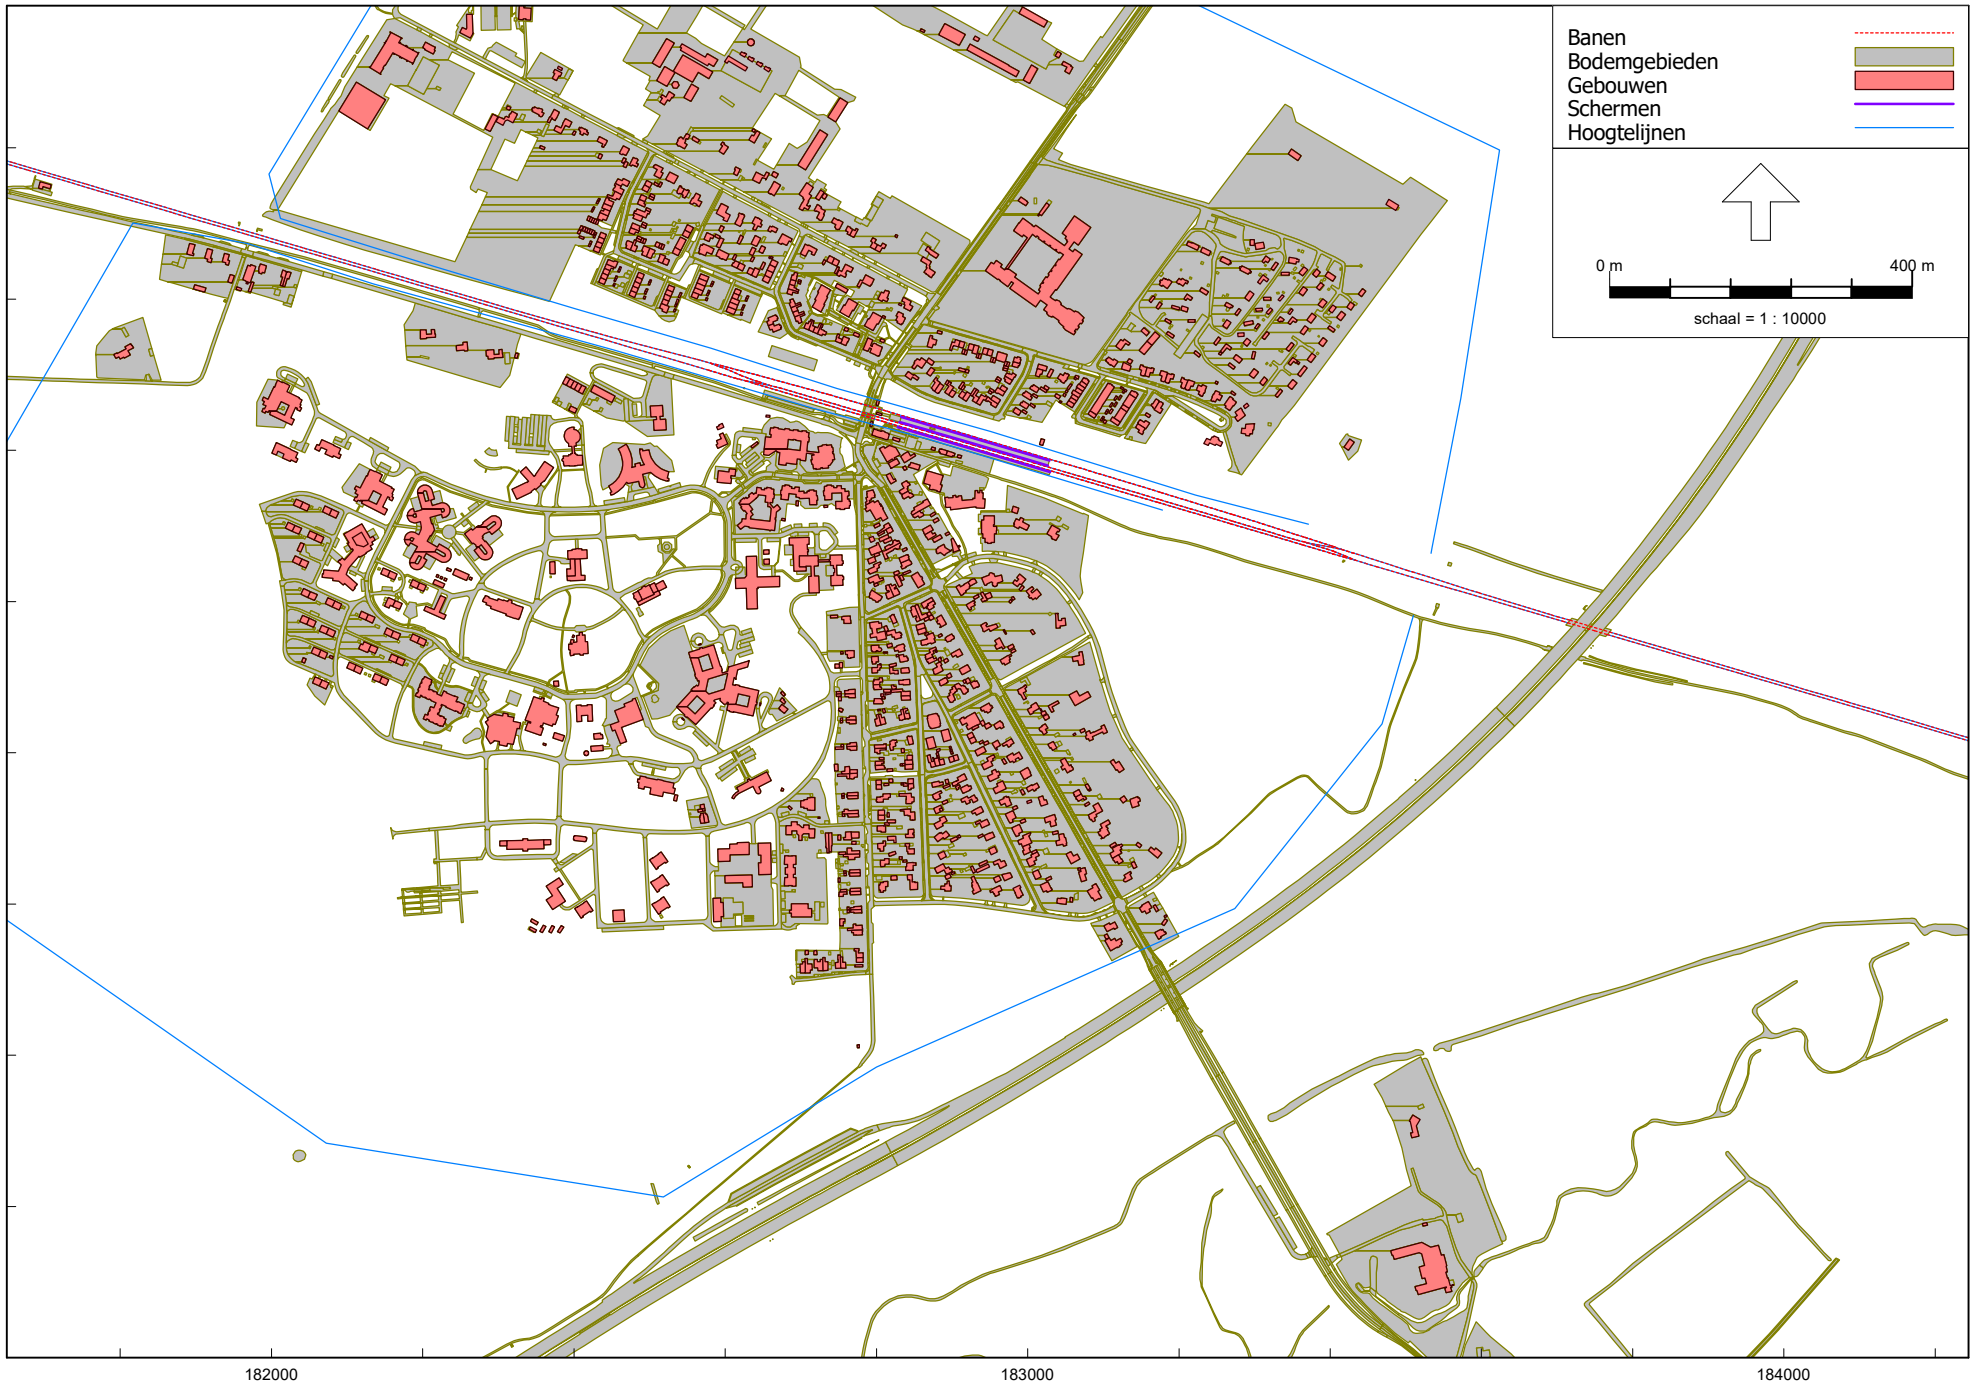 Banen
Bodemgebieden
Gebouwen
Schermen
Hoogtelijnen
0 m 400 m
schaal = 1 : 10000
182000 183000 184000